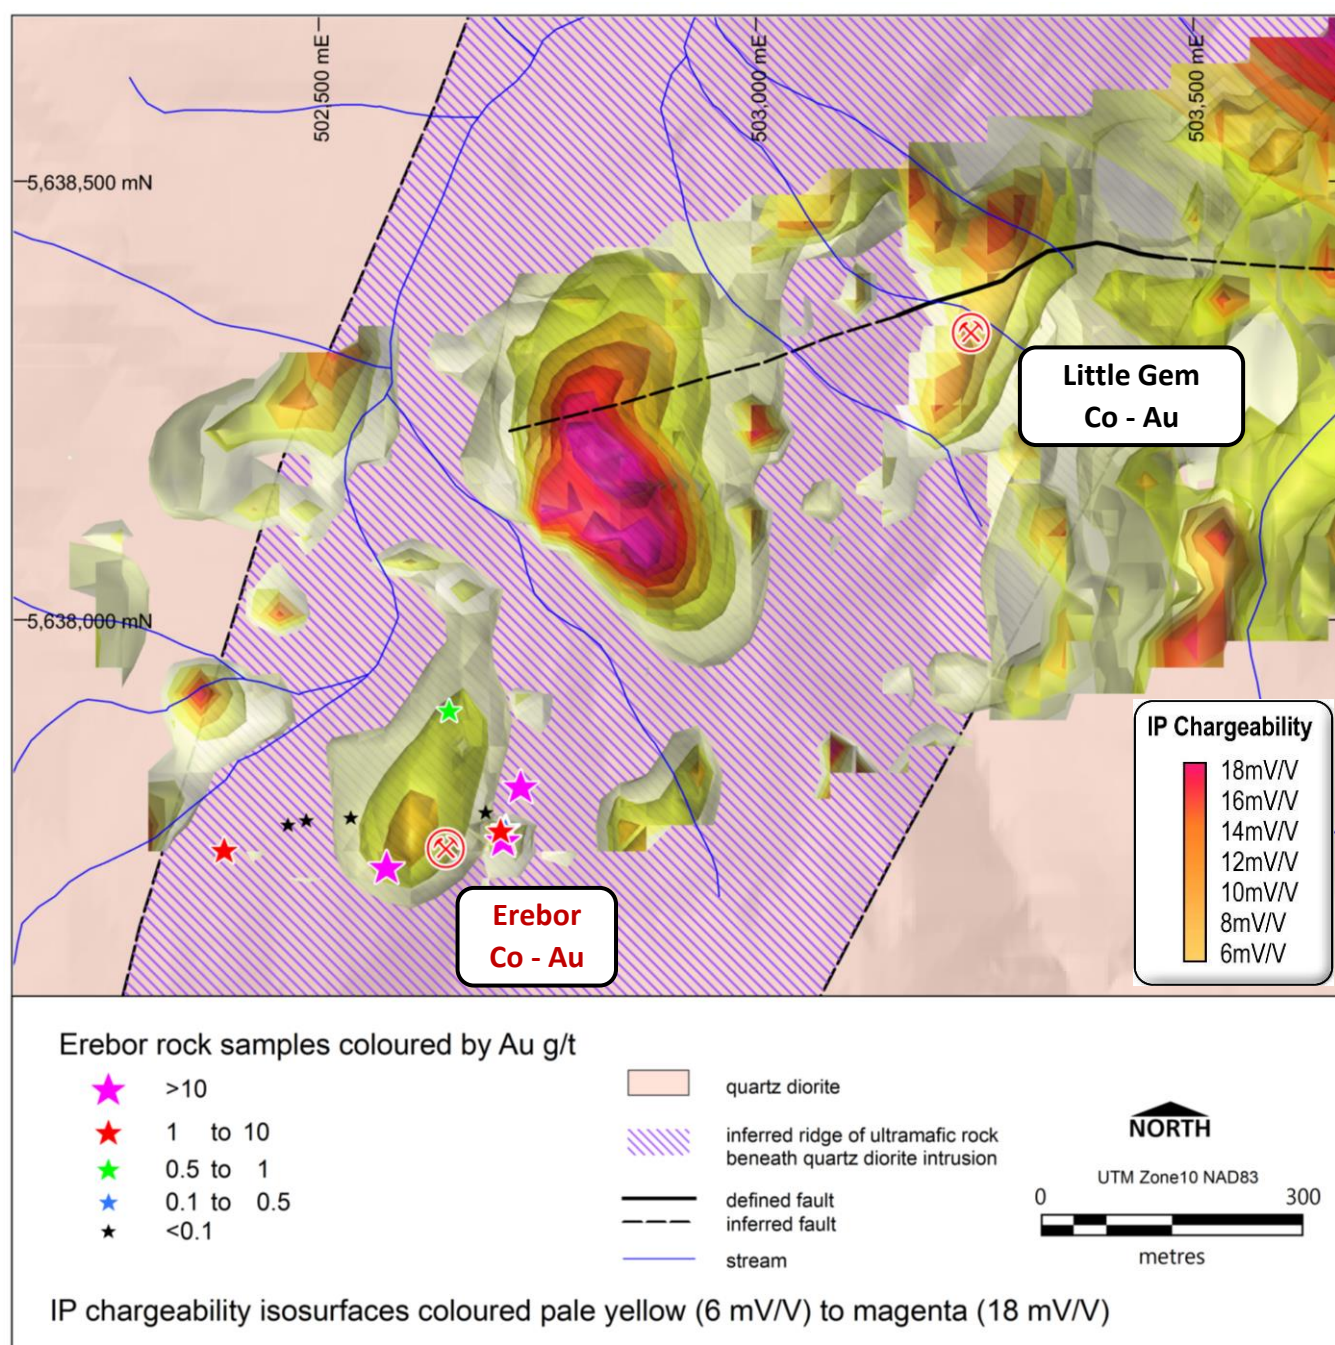 502,500 mE
503,000 mE
503,500 mE
5,638,500 mN
Little Gem
Co - Au
5,638,000 mN
IP Chargeability
18mV/V
16mV/V
14mV/V
12mV/V
10mV/V
8mV/V
6mV/V
Erebor
Co - Au
Erebor rock samples coloured by Au g/t
>10
1 to 10
0.5 to 1
0.1 to 0.5
<0.1
quartz diorite
inferred ridge of ultramafic rock
beneath quartz diorite intrusion
defined fault
inferred fault
stream
NORTH
UTM Zone10 NAD83
0 300
metres
IP chargeability isosurfaces coloured pale yellow (6 mV/V) to magenta (18 mV/V)